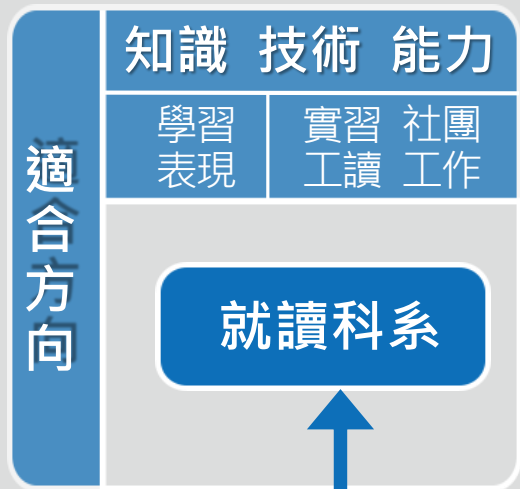 知識 技術 能力
學習 實習 社團
表現 工讀 工作
適合方向
就讀科系